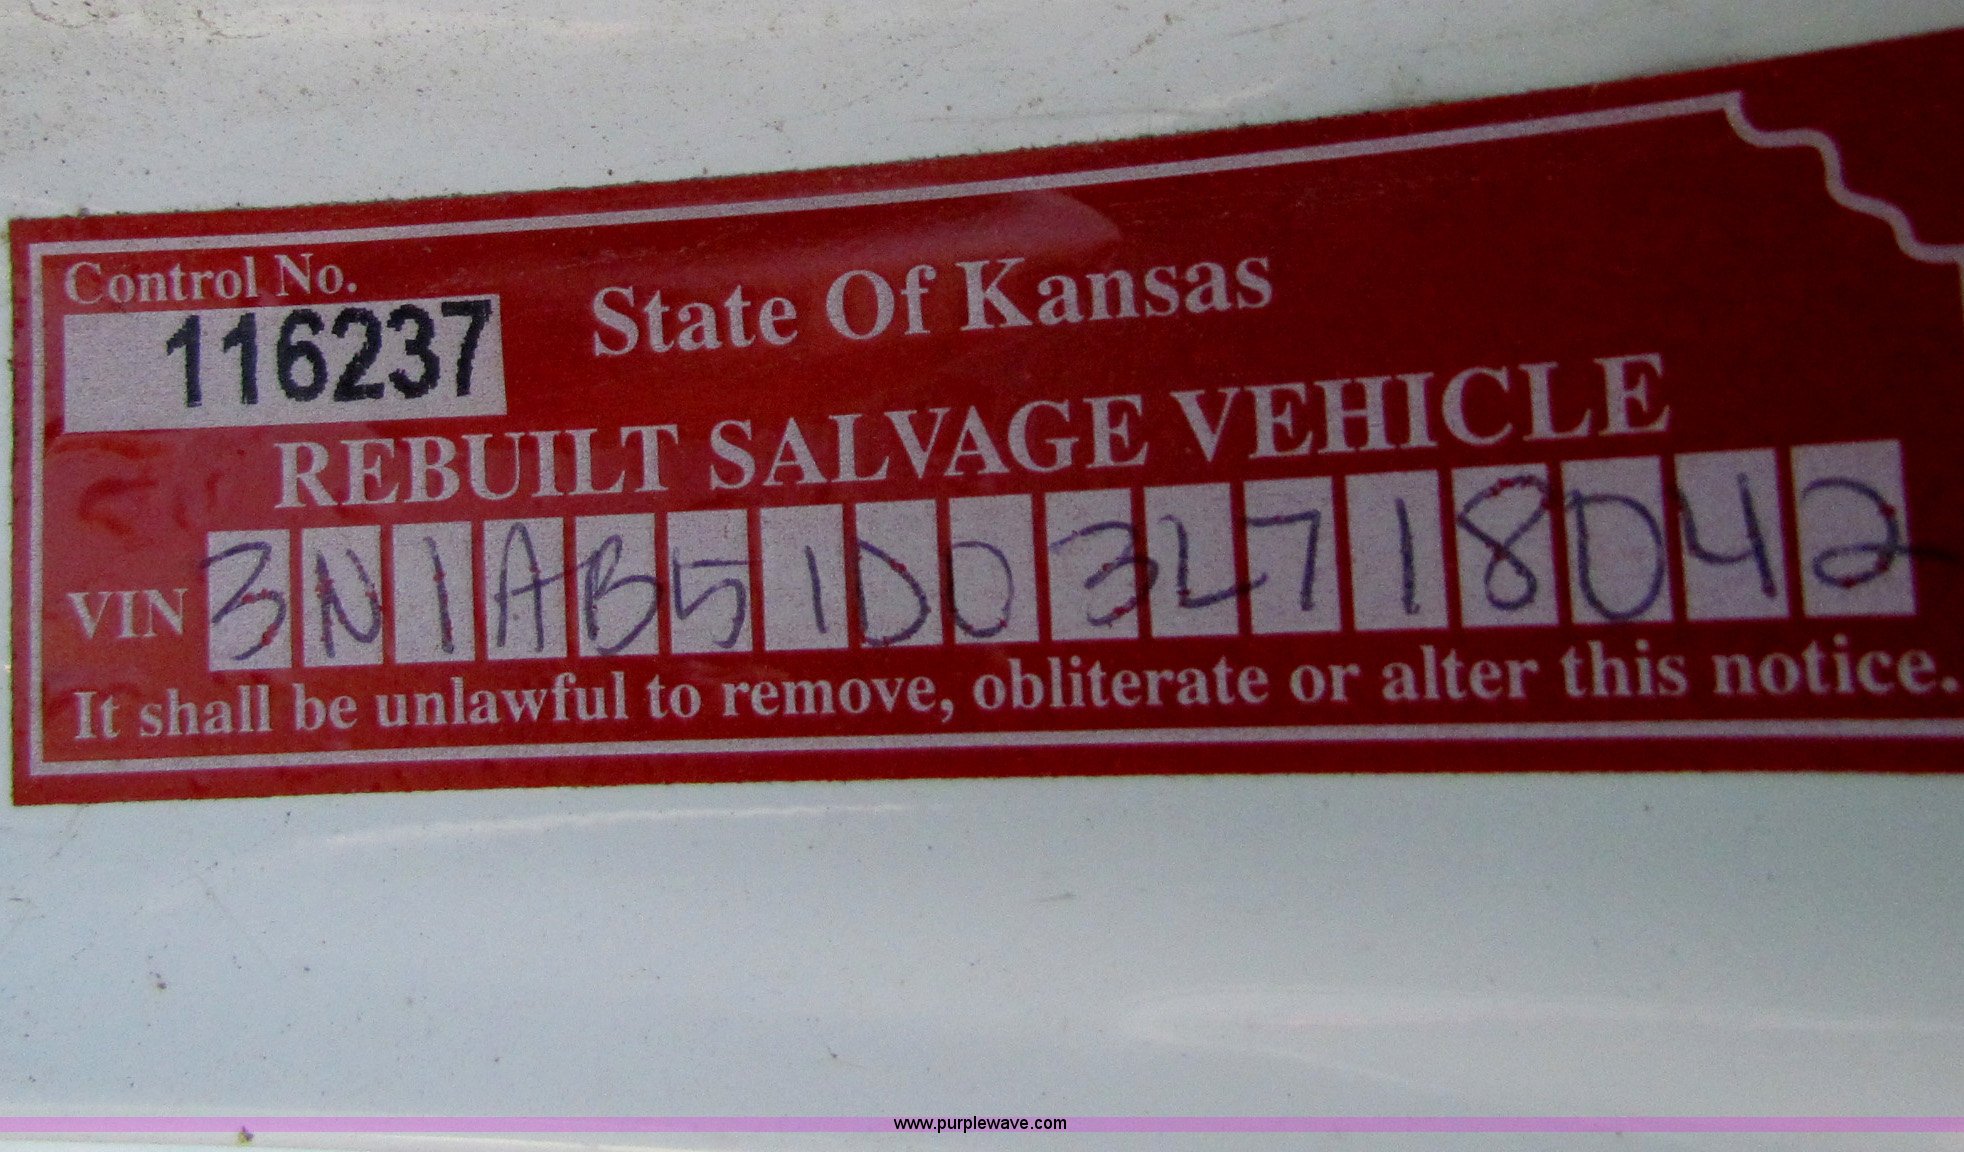 Control No.
116237
State Of Kansas
REBUILT SALVAGE VEHICLE
VIN 3N1AB51D03L718042
It shall be unlawful to remove, obliterate or alter this notice.
www.purplewave.com